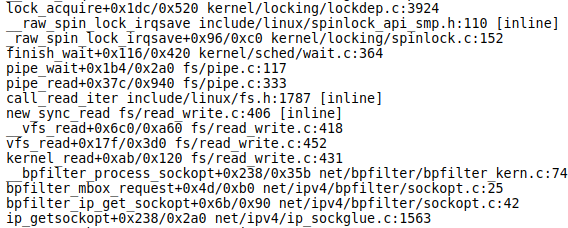 lock_acquire+0x1dc/0x520 kernel/locking/lockdep.c:3924
__raw_spin_lock_irqsave include/linux/spinlock_api_smp.h:110 [inline]
_raw_spin_lock_irqsave+0x96/0xc0 kernel/locking/spinlock.c:152
finish_wait+0x116/0x420 kernel/sched/wait.c:364
pipe_wait+0x1b4/0x2a0 fs/pipe.c:117
pipe_read+0x37c/0x940 fs/pipe.c:333
call_read_iter include/linux/fs.h:1787 [inline]
new_sync_read fs/read_write.c:406 [inline]
__vfs_read+0x6c0/0xa60 fs/read_write.c:418
vfs_read+0x17f/0x3d0 fs/read_write.c:452
kernel_read+0xab/0x120 fs/read_write.c:431
__bpfilter_process_sockopt+0x238/0x35b net/bpfilter/bpfilter_kern.c:74
bpfilter_mbox_request+0x4d/0xb0 net/ipv4/bpfilter/sockopt.c:25
bpfilter_ip_get_sockopt+0x6b/0x90 net/ipv4/bpfilter/sockopt.c:42
ip_getsockopt+0x238/0x2a0 net/ipv4/ip_sockglue.c:1563